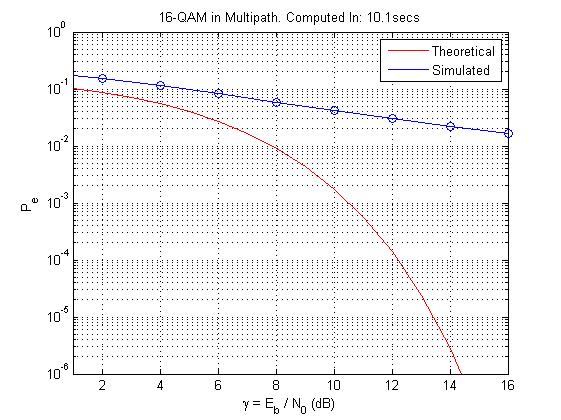 16-QAM in Multipath. Computed In: 10.1secs
10^0
10^-1
10^-2
10^-3
10^-4
10^-5
10^-6
P_e
Theoretical
Simulated
2 4 6 8 10 12 14 16
γ = E_b / N_0 (dB)